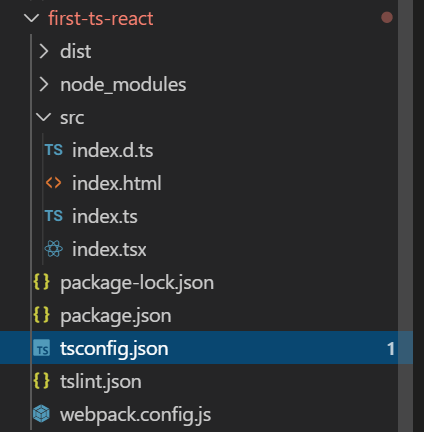 first-ts-react
dist
node_modules
src
TS index.d.ts
<> index.html
TS index.ts
index.tsx
{} package-lock.json
{} package.json
TS tsconfig.json 1
{} tslint.json
webpack.config.js